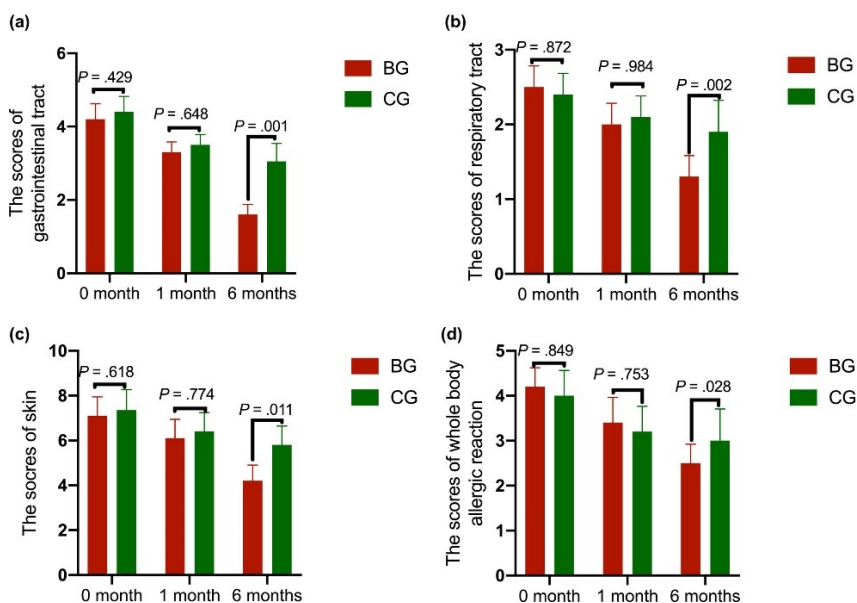 (a)
6
4
2
0
The scores of
gastrointestinal tract
P = .429
P = .648
P = .001
0 month 1 month 6 months
BG
CG
(b)
3
2
1
0
The scores of respiratory tract
P = .872
P = .984
P = .002
0 month 1 month 6 months
BG
CG
(c)
10
8
6
4
2
0
The socres of skin
P = .618
P = .774
P = .011
0 month 1 month 6 months
BG
CG
(d)
5
4
3
2
1
0
The scores of whole body
allergic reaction
P = .849
P = .753
P = .028
0 month 1 month 6 months
BG
CG